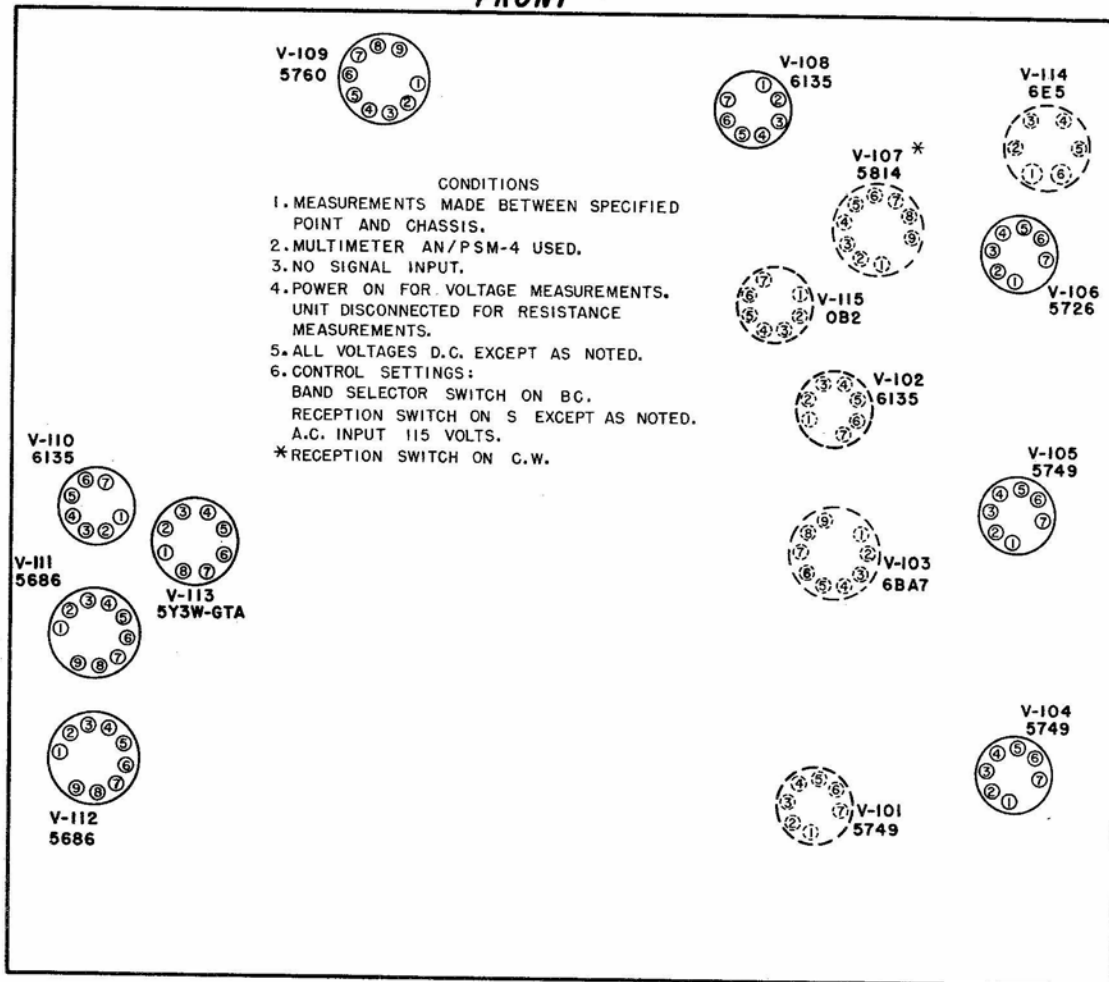 FRONT
V-109
5760
V-108
6135
V-114
6E5
V-107 *
5814
V-106
5726
V-115
OB2
V-102
6135
CONDITIONS
1. MEASUREMENTS MADE BETWEEN SPECIFIED
POINT AND CHASSIS.
2. MULTIMETER AN/PSM-4 USED.
3. NO SIGNAL INPUT.
4. POWER ON FOR VOLTAGE MEASUREMENTS.
UNIT DISCONNECTED FOR RESISTANCE
MEASUREMENTS.
5. ALL VOLTAGES D.C. EXCEPT AS NOTED.
6. CONTROL SETTINGS:
BAND SELECTOR SWITCH ON BC.
RECEPTION SWITCH ON S EXCEPT AS NOTED.
A.C. INPUT 115 VOLTS.
* RECEPTION SWITCH ON C.W.
V-110
6135
V-105
5749
V-111
5686
V-113
5Y3W-GTA
V-103
6BA7
V-112
5686
V-104
5749
V-101
5749